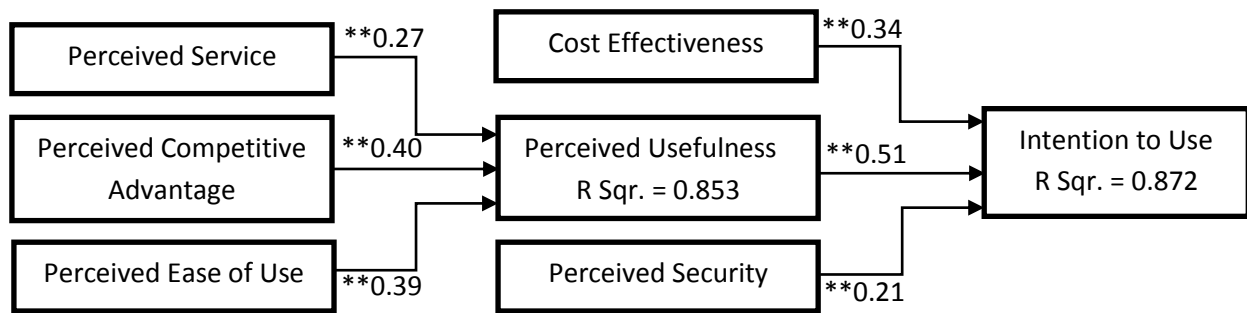 Perceived Service
**0.27
Cost Effectiveness
**0.34
Perceived Competitive
Advantage
**0.40
Perceived Usefulness
R Sqr. = 0.853
**0.51
Intention to Use
R Sqr. = 0.872
Perceived Ease of Use
**0.39
Perceived Security
**0.21